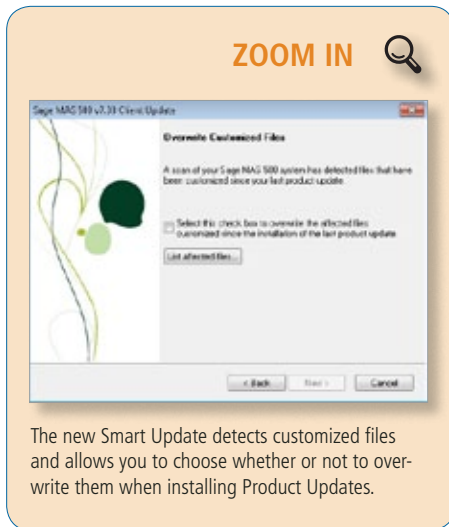 ZOOM IN
Sage MAS 500 v7.30 Client Update
Overwrite Customized Files
A scan of your Sage MAS 500 system has detected files that have
been customized since your last product update.
Select this check box to overwrite the affected files
customized since the installation of the last product update
List affected files...
< Back
Next >
Cancel
The new Smart Update detects customized files
and allows you to choose whether or not to over-
write them when installing Product Updates.